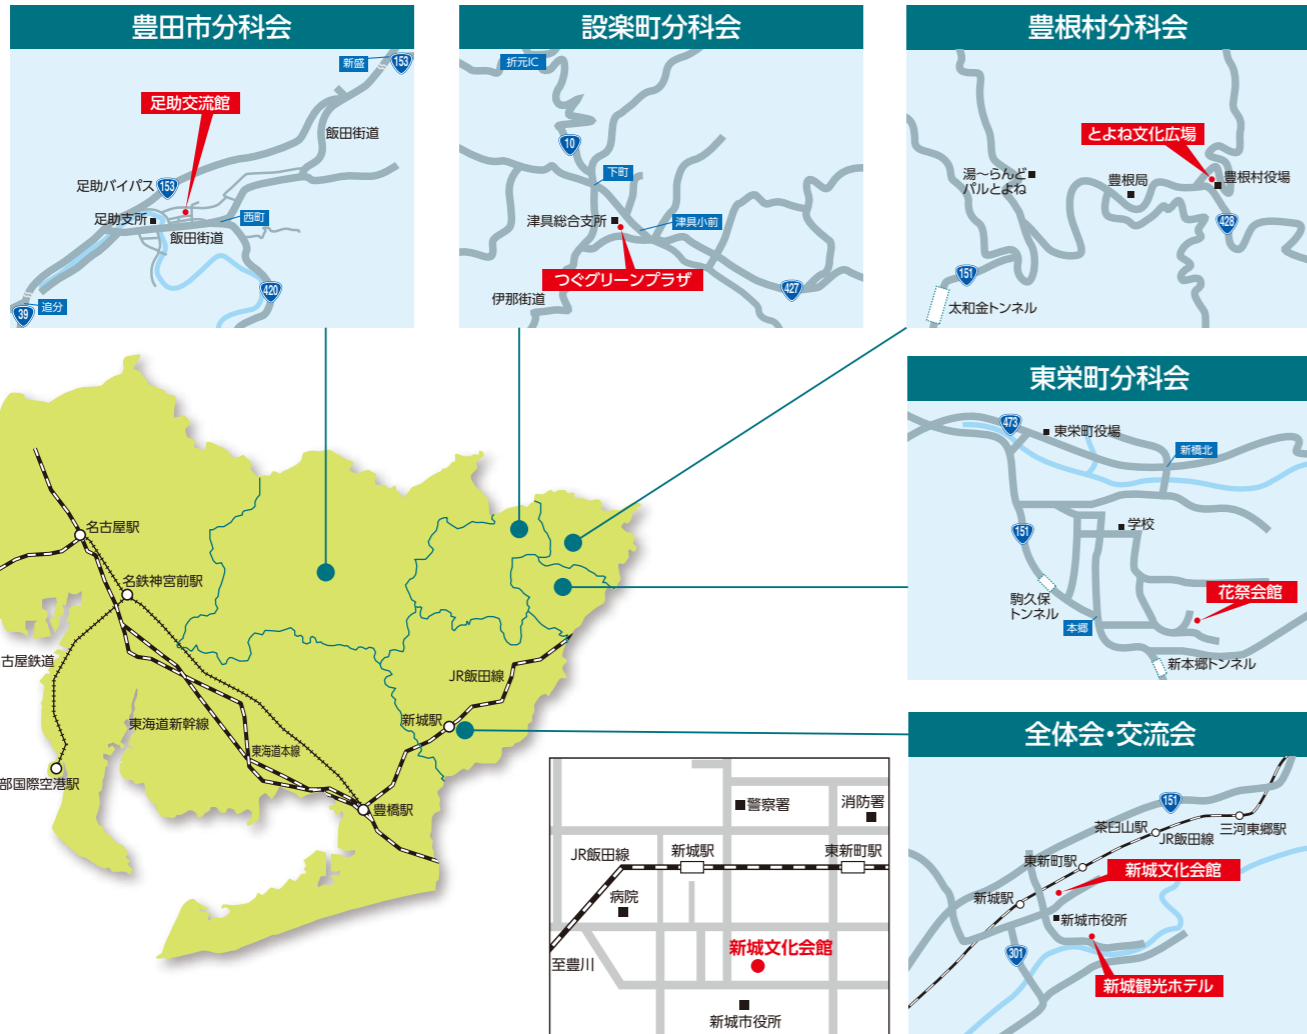 豊田市分科会
新盛
153
足助交流館
飯田街道
足助バイパス
153
足助支所
西町
飯田街道
420
39
追分
設楽町分科会
折元IC
10
下町
津具総合支所
津具小前
つぐグリーンプラザ
伊那街道
427
豊根村分科会
とよね文化広場
湯〜らんど
パルとよね
豊根局
豊根村役場
428
151
太和金トンネル
東栄町分科会
473
東栄町役場
新橋北
151
学校
駒久保
トンネル
花祭会館
本郷
新本郷トンネル
全体会・交流会
151
茶臼山駅
三河東郷駅
JR飯田線
東新町駅
新城文化会館
新城駅
新城市役所
301
新城観光ホテル
名古屋駅
名鉄神宮前駅
古屋鉄道
JR飯田線
新城駅
東海道新幹線
東海道本線
部国際空港駅
豊橋駅
警察署
消防署
JR飯田線
新城駅
東新町駅
病院
新城文化会館
至豊川
新城市役所